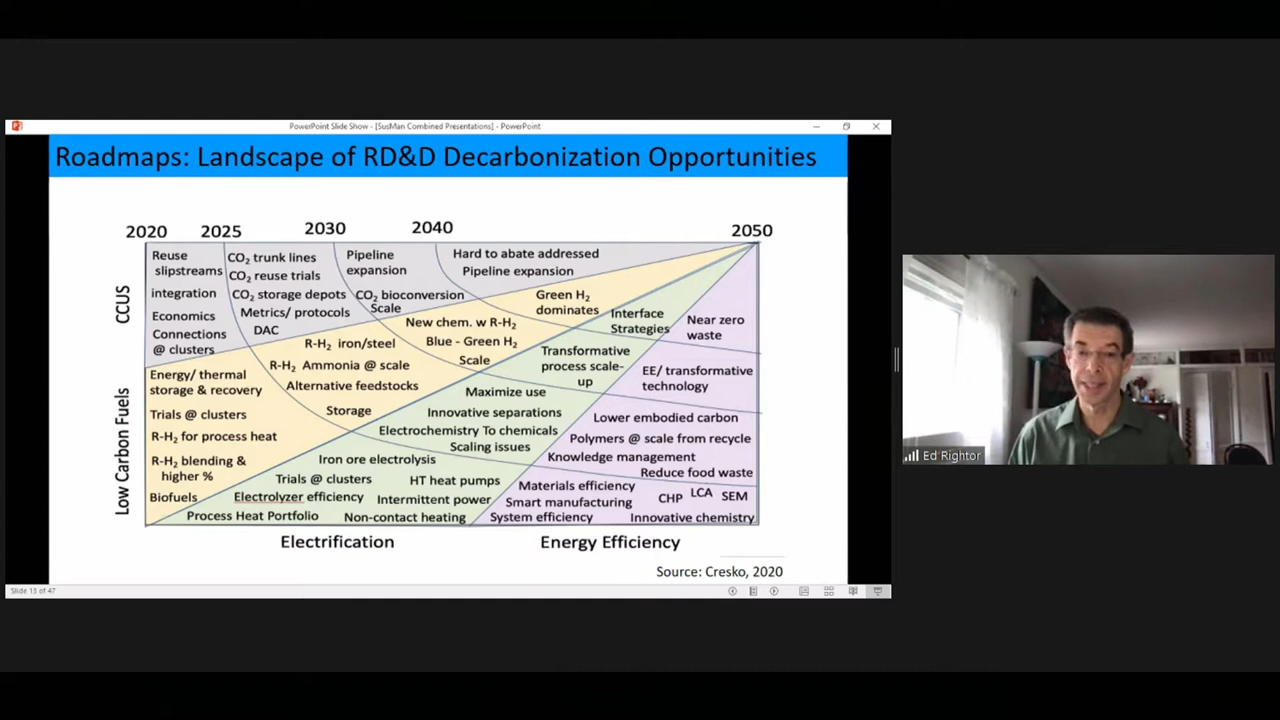 PowerPoint Slide Show - [SusMan Combined Presentations] - PowerPoint
Roadmaps: Landscape of RD&D Decarbonization Opportunities
2020 2025 2030 2040 2050
CCUS
Reuse
slipstreams
integration
Economics
Connections
@ clusters
CO₂ trunk lines
CO₂ reuse trials
CO₂ storage depots
Metrics/ protocols
DAC
Pipeline
expansion
CO₂ bioconversion
Scale
Hard to abate addressed
Pipeline expansion
Low Carbon Fuels
Energy/ thermal
storage & recovery
Trials @ clusters
R-H₂ for process heat
R-H₂ blending &
higher %
Biofuels
R-H₂ iron/steel
R-H₂ Ammonia @ scale
Alternative feedstocks
Storage
New chem. w R-H₂
Blue - Green H₂
Scale
Green H₂
dominates
Interface
Strategies
Transformative
process scale-
up
Maximize use
Innovative separations
Electrochemistry To chemicals
Scaling issues
Iron ore electrolysis
Trials @ clusters
HT heat pumps
Electrolyzer efficiency
Intermittent power
Process Heat Portfolio
Non-contact heating
Near zero
waste
EE/ transformative
technology
Lower embodied carbon
Polymers @ scale from recycle
Knowledge management
Reduce food waste
Materials efficiency
Smart manufacturing
System efficiency
CHP LCA SEM
Innovative chemistry
Electrification
Energy Efficiency
Source: Cresko, 2020
Slide 13 of 47
Ed Rightor